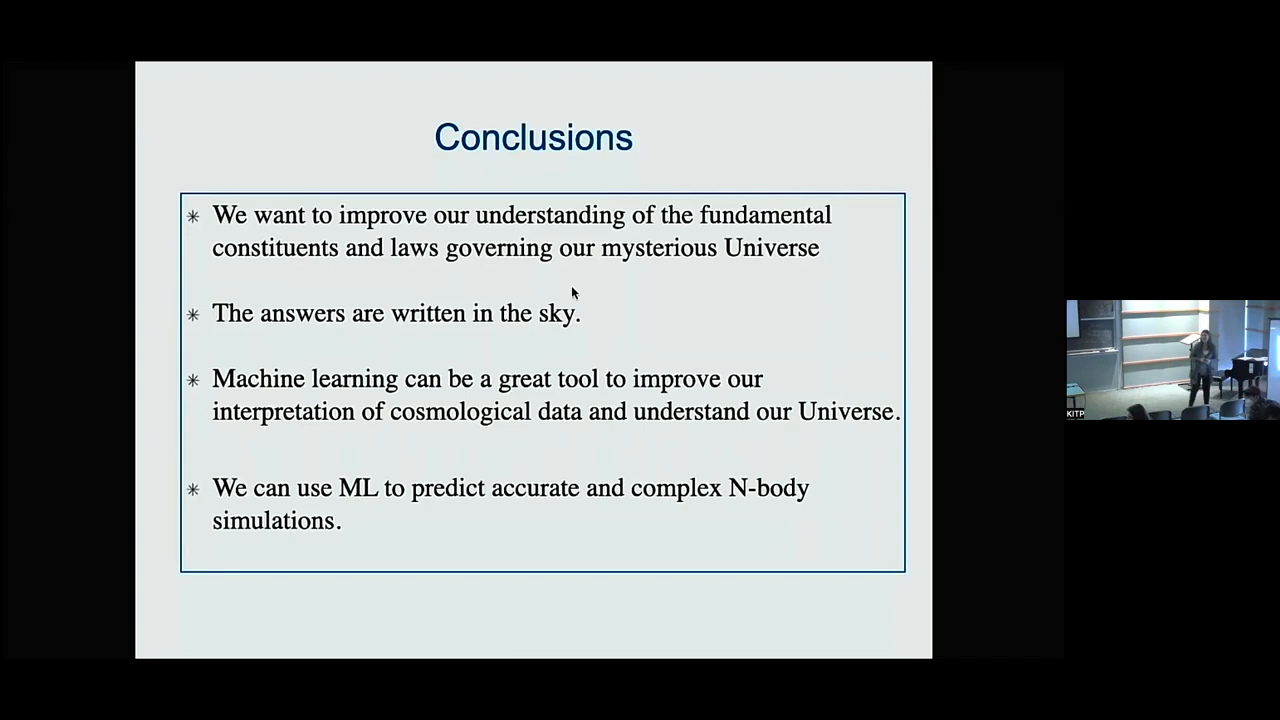 Conclusions
✳ We want to improve our understanding of the fundamental
constituents and laws governing our mysterious Universe
✳ The answers are written in the sky.
✳ Machine learning can be a great tool to improve our
interpretation of cosmological data and understand our Universe.
✳ We can use ML to predict accurate and complex N-body
simulations.
KITP